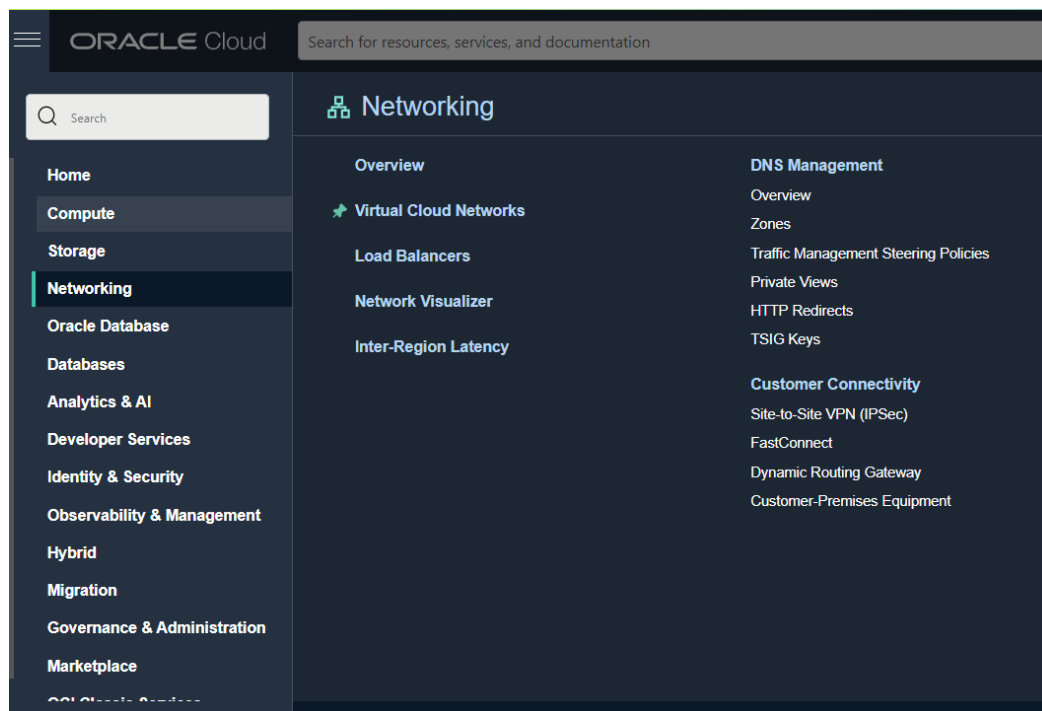 ORACLE Cloud
Search for resources, services, and documentation
Search
Home
Compute
Storage
Networking
Oracle Database
Databases
Analytics & AI
Developer Services
Identity & Security
Observability & Management
Hybrid
Migration
Governance & Administration
Marketplace
Networking
Overview
Virtual Cloud Networks
Load Balancers
Network Visualizer
Inter-Region Latency
DNS Management
Overview
Zones
Traffic Management Steering Policies
Private Views
HTTP Redirects
TSIG Keys
Customer Connectivity
Site-to-Site VPN (IPSec)
FastConnect
Dynamic Routing Gateway
Customer-Premises Equipment